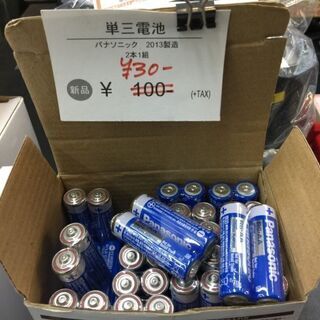 単三電池
パナソニック 2013製造
2本1組
¥30-
新品 ¥ 100- (+TAX)
Panasonic
Panasonic
Panasonic